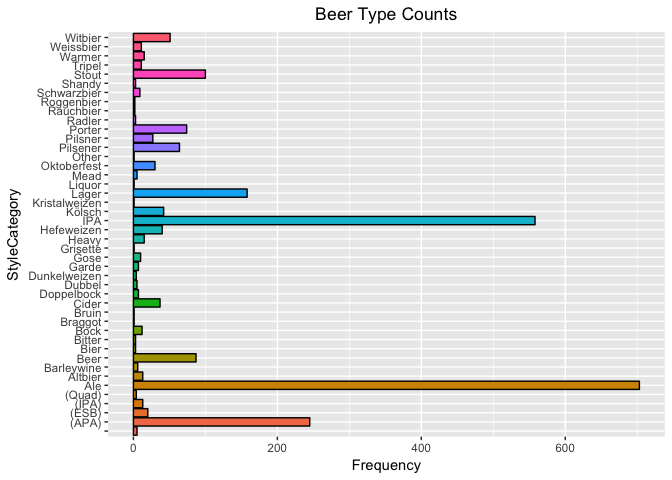 Beer Type Counts
StyleCategory
Witbier
Weissbier
Warmer
Tripel
Stout
Shandy
Schwarzbier
Roggenbier
Rauchbier
Radler
Porter
Pilsner
Pilsener
Other
Oktoberfest
Mead
Liquor
Lager
Kristalweizen
Kölsch
IPA
Hefeweizen
Heavy
Grisette
Gose
Garde
Dunkelweizen
Dubbel
Doppelbock
Cider
Bruin
Braggot
Bock
Bitter
Bier
Beer
Barleywine
Altbier
Ale
(Quad)
(IPA)
(ESB)
(APA)
0 200 400 600
Frequency